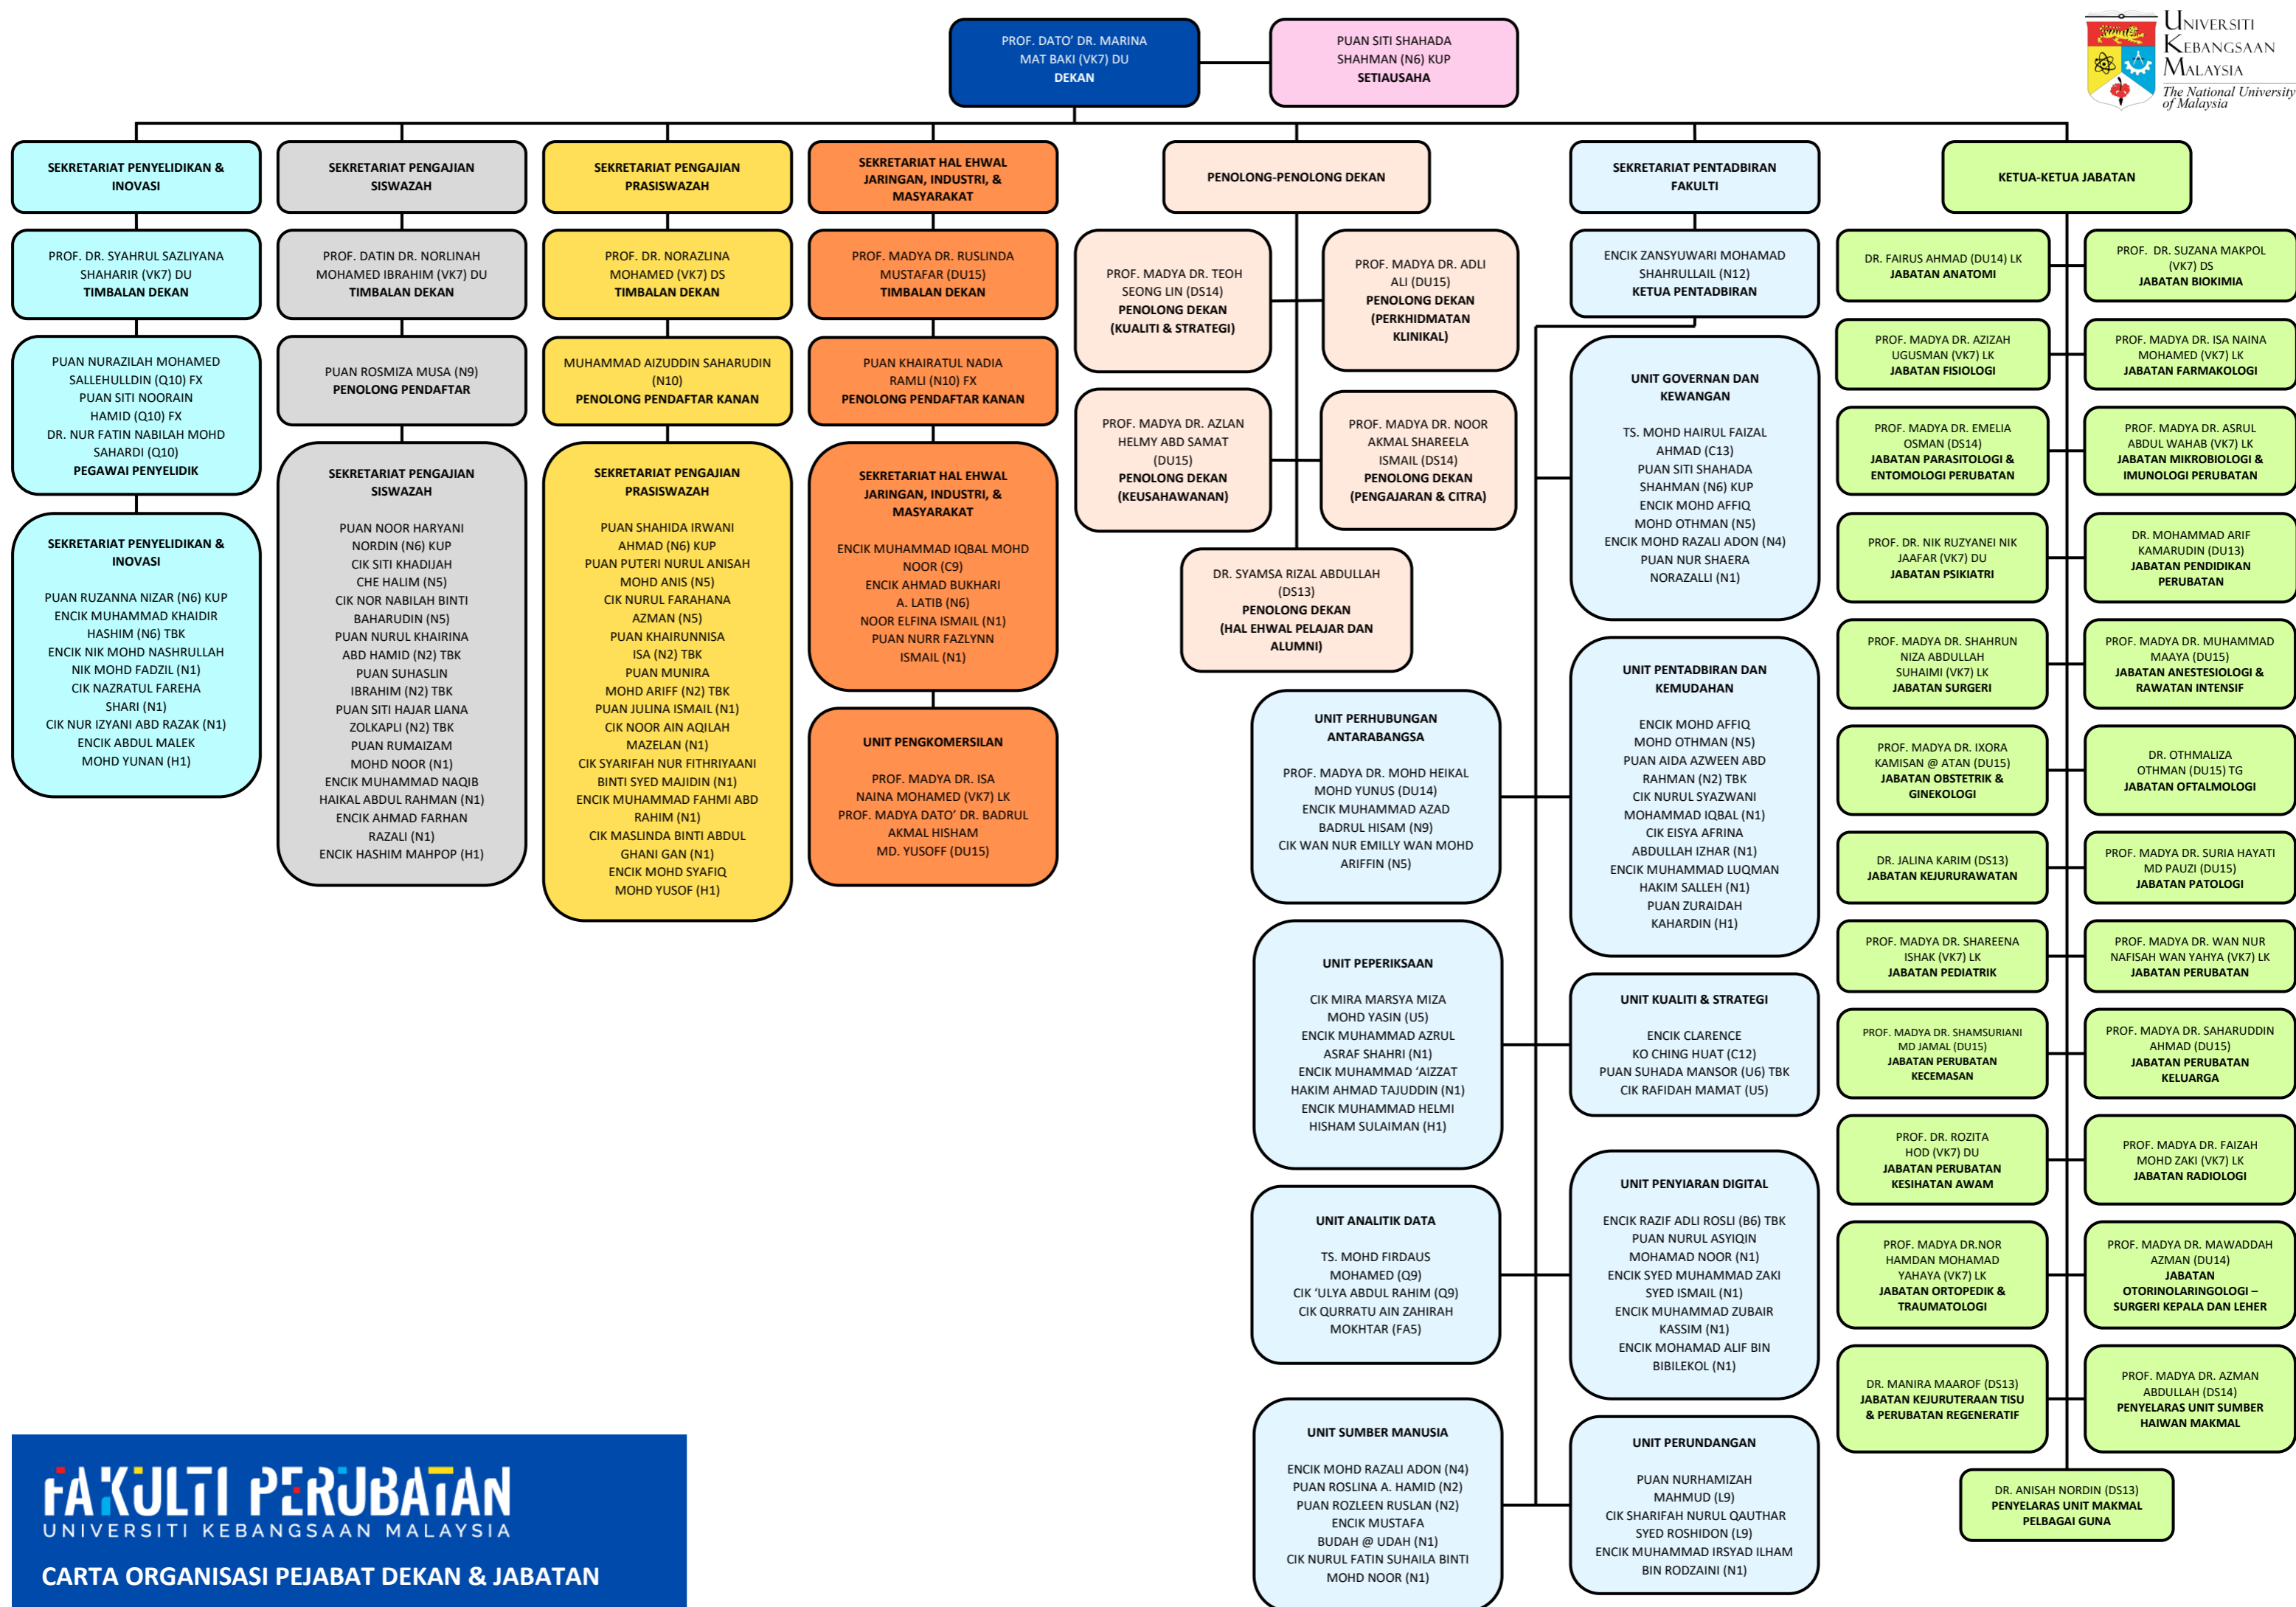 PROF. DATO’ DR. MARINA
MAT BAKI (VK7) DU
DEKAN
PUAN SITI SHAHADA
SHAHMAN (N6) KUP
SETIAUSAHA
UNIVERSITI
KEBANGSAAN
MALAYSIA
The National University
of Malaysia
SEKRETARIAT PENYELIDIKAN &
INOVASI
PROF. DR. SYAHRUL SAZLIYANA
SHAHARIR (VK7) DU
TIMBALAN DEKAN
PUAN NURAZILAH MOHAMED
SALLEHULLDIN (Q10) FX
PUAN SITI NOORAIN
HAMID (Q10) FX
DR. NUR FATIN NABILAH MOHD
SAHARDI (Q10)
PEGAWAI PENYELIDIK
SEKRETARIAT PENYELIDIKAN &
INOVASI
PUAN RUZANNA NIZAR (N6) KUP
ENCIK MUHAMMAD KHAIDIR
HASHIM (N6) TBK
ENCIK NIK MOHD NASHRULLAH
NIK MOHD FADZIL (N1)
CIK NAZRATUL FAREHA
SHARI (N1)
CIK NUR IZYANI ABD RAZAK (N1)
ENCIK ABDUL MALEK
MOHD YUNAN (H1)
SEKRETARIAT PENGAJIAN
SISWAZAH
PROF. DATIN DR. NORLINAH
MOHAMED IBRAHIM (VK7) DU
TIMBALAN DEKAN
PUAN ROSMIZA MUSA (N9)
PENOLONG PENDAFTAR
SEKRETARIAT PENGAJIAN
SISWAZAH
PUAN NOOR HARYANI
NORDIN (N6) KUP
CIK SITI KHADIJAH
CHE HALIM (N5)
CIK NOR NABILAH BINTI
BAHARUDIN (N5)
PUAN NURUL KHAIRINA
ABD HAMID (N2) TBK
PUAN SUHASLIN
IBRAHIM (N2) TBK
PUAN SITI HAJAR LIANA
ZOLKAPLI (N2) TBK
PUAN RUMAIZAM
MOHD NOOR (N1)
ENCIK MUHAMMAD NAQIB
HAIKAL ABDUL RAHMAN (N1)
ENCIK AHMAD FARHAN
RAZALI (N1)
ENCIK HASHIM MAHPOP (H1)
SEKRETARIAT PENGAJIAN
PRASISWAZAH
PROF. DR. NORAZLINA
MOHAMED (VK7) DS
TIMBALAN DEKAN
MUHAMMAD AIZUDDIN SAHARUDIN
(N10)
PENOLONG PENDAFTAR KANAN
SEKRETARIAT PENGAJIAN
PRASISWAZAH
PUAN SHAHIDA IRWANI
AHMAD (N6) KUP
PUAN PUTERI NURUL ANISAH
MOHD ANIS (N5)
CIK NURUL FARAHANA
AZMAN (N5)
PUAN KHAIRUNNISA
ISA (N2) TBK
PUAN MUNIRA
MOHD ARIFF (N2) TBK
PUAN JULINA ISMAIL (N1)
CIK NOOR AIN AQILAH
MAZELAN (N1)
CIK SYARIFAH NUR FITHRIYAANI
BINTI SYED MAJIDIN (N1)
ENCIK MUHAMMAD FAHMI ABD
RAHIM (N1)
CIK MASLINDA BINTI ABDUL
GHANI GAN (N1)
ENCIK MOHD SYAFIQ
MOHD YUSOF (H1)
SEKRETARIAT HAL EHWAL
JARINGAN, INDUSTRI, &
MASYARAKAT
PROF. MADYA DR. RUSLINDA
MUSTAFAR (DU15)
TIMBALAN DEKAN
PUAN KHAIRATUL NADIA
RAMLI (N10) FX
PENOLONG PENDAFTAR KANAN
SEKRETARIAT HAL EHWAL
JARINGAN, INDUSTRI, &
MASYARAKAT
ENCIK MUHAMMAD IQBAL MOHD
NOOR (C9)
ENCIK AHMAD BUKHARI
A. LATIB (N6)
NOOR ELFINA ISMAIL (N1)
PUAN NURR FAZLYNN
ISMAIL (N1)
UNIT PENGKOMERSILAN
PROF. MADYA DR. ISA
NAINA MOHAMED (VK7) LK
PROF. MADYA DATO’ DR. BADRUL
AKMAL HISHAM
MD. YUSOFF (DU15)
PENOLONG-PENOLONG DEKAN
PROF. MADYA DR. TEOH
SEONG LIN (DS14)
PENOLONG DEKAN
(KUALITI & STRATEGI)
PROF. MADYA DR. ADLI
ALI (DU15)
PENOLONG DEKAN
(PERKHIDMATAN
KLINIKAL)
PROF. MADYA DR. AZLAN
HELMY ABD SAMAT
(DU15)
PENOLONG DEKAN
(KEUSAHAWANAN)
PROF. MADYA DR. NOOR
AKMAL SHAREELA
ISMAIL (DS14)
PENOLONG DEKAN
(PENGAJARAN & CITRA)
DR. SYAMSA RIZAL ABDULLAH
(DS13)
PENOLONG DEKAN
(HAL EHWAL PELAJAR DAN
ALUMNI)
SEKRETARIAT PENTADBIRAN
FAKULTI
ENCIK ZANSYUWARI MOHAMAD
SHAHRULLAIL (N12)
KETUA PENTADBIRAN
UNIT GOVERNAN DAN
KEWANGAN
TS. MOHD HAIRUL FAIZAL
AHMAD (C13)
PUAN SITI SHAHADA
SHAHMAN (N6) KUP
ENCIK MOHD AFFIQ
MOHD OTHMAN (N5)
ENCIK MOHD RAZALI ADON (N4)
PUAN NUR SHAERA
NORAZALLI (N1)
UNIT PERHUBUNGAN
ANTARABANGSA
PROF. MADYA DR. MOHD HEIKAL
MOHD YUNUS (DU14)
ENCIK MUHAMMAD AZAD
BADRUL HISAM (N9)
CIK WAN NUR EMILLY WAN MOHD
ARIFFIN (N5)
UNIT PENTADBIRAN DAN
KEMUDAHAN
ENCIK MOHD AFFIQ
MOHD OTHMAN (N5)
PUAN AIDA AZWEEN ABD
RAHMAN (N2) TBK
CIK NURUL SYAZWANI
MOHAMMAD IQBAL (N1)
CIK EISYA AFRINA
ABDULLAH IZHAR (N1)
ENCIK MUHAMMAD LUQMAN
HAKIM SALLEH (N1)
PUAN ZURAIDAH
KAHARDIN (H1)
UNIT PEPERIKSAAN
CIK MIRA MARSYA MIZA
MOHD YASIN (U5)
ENCIK MUHAMMAD AZRUL
ASRAF SHAHRI (N1)
ENCIK MUHAMMAD ‘AIZZAT
HAKIM AHMAD TAJUDDIN (N1)
ENCIK MUHAMMAD HELMI
HISHAM SULAIMAN (H1)
UNIT KUALITI & STRATEGI
ENCIK CLARENCE
KO CHING HUAT (C12)
PUAN SUHADA MANSOR (U6) TBK
CIK RAFIDAH MAMAT (U5)
UNIT ANALITIK DATA
TS. MOHD FIRDAUS
MOHAMED (Q9)
CIK ‘ULYA ABDUL RAHIM (Q9)
CIK QURRATU AIN ZAHIRAH
MOKHTAR (FA5)
UNIT PENYIARAN DIGITAL
ENCIK RAZIF ADLI ROSLI (B6) TBK
PUAN NURUL ASYIQIN
MOHAMAD NOOR (N1)
ENCIK SYED MUHAMMAD ZAKI
SYED ISMAIL (N1)
ENCIK MUHAMMAD ZUBAIR
KASSIM (N1)
ENCIK MOHAMAD ALIF BIN
BIBILEKOL (N1)
UNIT SUMBER MANUSIA
ENCIK MOHD RAZALI ADON (N4)
PUAN ROSLINA A. HAMID (N2)
PUAN ROZLEEN RUSLAN (N2)
ENCIK MUSTAFA
BUDAH @ UDAH (N1)
CIK NURUL FATIN SUHAILA BINTI
MOHD NOOR (N1)
UNIT PERUNDANGAN
PUAN NURHAMIZAH
MAHMUD (L9)
CIK SHARIFAH NURUL QAUTHAR
SYED ROSHIDON (L9)
ENCIK MUHAMMAD IRSYAD ILHAM
BIN RODZAINI (N1)
KETUA-KETUA JABATAN
DR. FAIRUS AHMAD (DU14) LK
JABATAN ANATOMI
PROF.  DR. SUZANA MAKPOL
(VK7) DS
JABATAN BIOKIMIA
PROF. MADYA DR. AZIZAH
UGUSMAN (VK7) LK
JABATAN FISIOLOGI
PROF. MADYA DR. ISA NAINA
MOHAMED (VK7) LK
JABATAN FARMAKOLOGI
PROF. MADYA DR. EMELIA
OSMAN (DS14)
JABATAN PARASITOLOGI &
ENTOMOLOGI PERUBATAN
PROF. MADYA DR. ASRUL
ABDUL WAHAB (VK7) LK
JABATAN MIKROBIOLOGI &
IMUNOLOGI PERUBATAN
PROF. DR. NIK RUZYANEI NIK
JAAFAR (VK7) DU
JABATAN PSIKIATRI
DR. MOHAMMAD ARIF
KAMARUDIN (DU13)
JABATAN PENDIDIKAN
PERUBATAN
PROF. MADYA DR. SHAHRUN
NIZA ABDULLAH
SUHAIMI (VK7) LK
JABATAN SURGERI
PROF. MADYA DR. MUHAMMAD
MAAYA (DU15)
JABATAN ANESTESIOLOGI &
RAWATAN INTENSIF
PROF. MADYA DR. IXORA
KAMISAN @ ATAN (DU15)
JABATAN OBSTETRIK &
GINEKOLOGI
DR. OTHMALIZA
OTHMAN (DU15) TG
JABATAN OFTALMOLOGI
DR. JALINA KARIM (DS13)
JABATAN KEJURURAWATAN
PROF. MADYA DR. SURIA HAYATI
MD PAUZI (DU15)
JABATAN PATOLOGI
PROF. MADYA DR. SHAREENA
ISHAK (VK7) LK
JABATAN PEDIATRIK
PROF. MADYA DR. WAN NUR
NAFISAH WAN YAHYA (VK7) LK
JABATAN PERUBATAN
PROF. MADYA DR. SHAMSURIANI
MD JAMAL (DU15)
JABATAN PERUBATAN
KECEMASAN
PROF. MADYA DR. SAHARUDDIN
AHMAD (DU15)
JABATAN PERUBATAN
KELUARGA
PROF. DR. ROZITA
HOD (VK7) DU
JABATAN PERUBATAN
KESIHATAN AWAM
PROF. MADYA DR. FAIZAH
MOHD ZAKI (VK7) LK
JABATAN RADIOLOGI
PROF. MADYA DR.NOR
HAMDAN MOHAMAD
YAHAYA (VK7) LK
JABATAN ORTOPEDIK &
TRAUMATOLOGI
PROF. MADYA DR. MAWADDAH
AZMAN (DU14)
JABATAN
OTORINOLARINGOLOGI –
SURGERI KEPALA DAN LEHER
DR. MANIRA MAAROF (DS13)
JABATAN KEJURUTERAAN TISU
& PERUBATAN REGENERATIF
PROF. MADYA DR. AZMAN
ABDULLAH (DS14)
PENYELARAS UNIT SUMBER
HAIWAN MAKMAL
DR. ANISAH NORDIN (DS13)
PENYELARAS UNIT MAKMAL
PELBAGAI GUNA
FAKULTI PERUBATAN
UNIVERSITI KEBANGSAAN MALAYSIA
CARTA ORGANISASI PEJABAT DEKAN & JABATAN